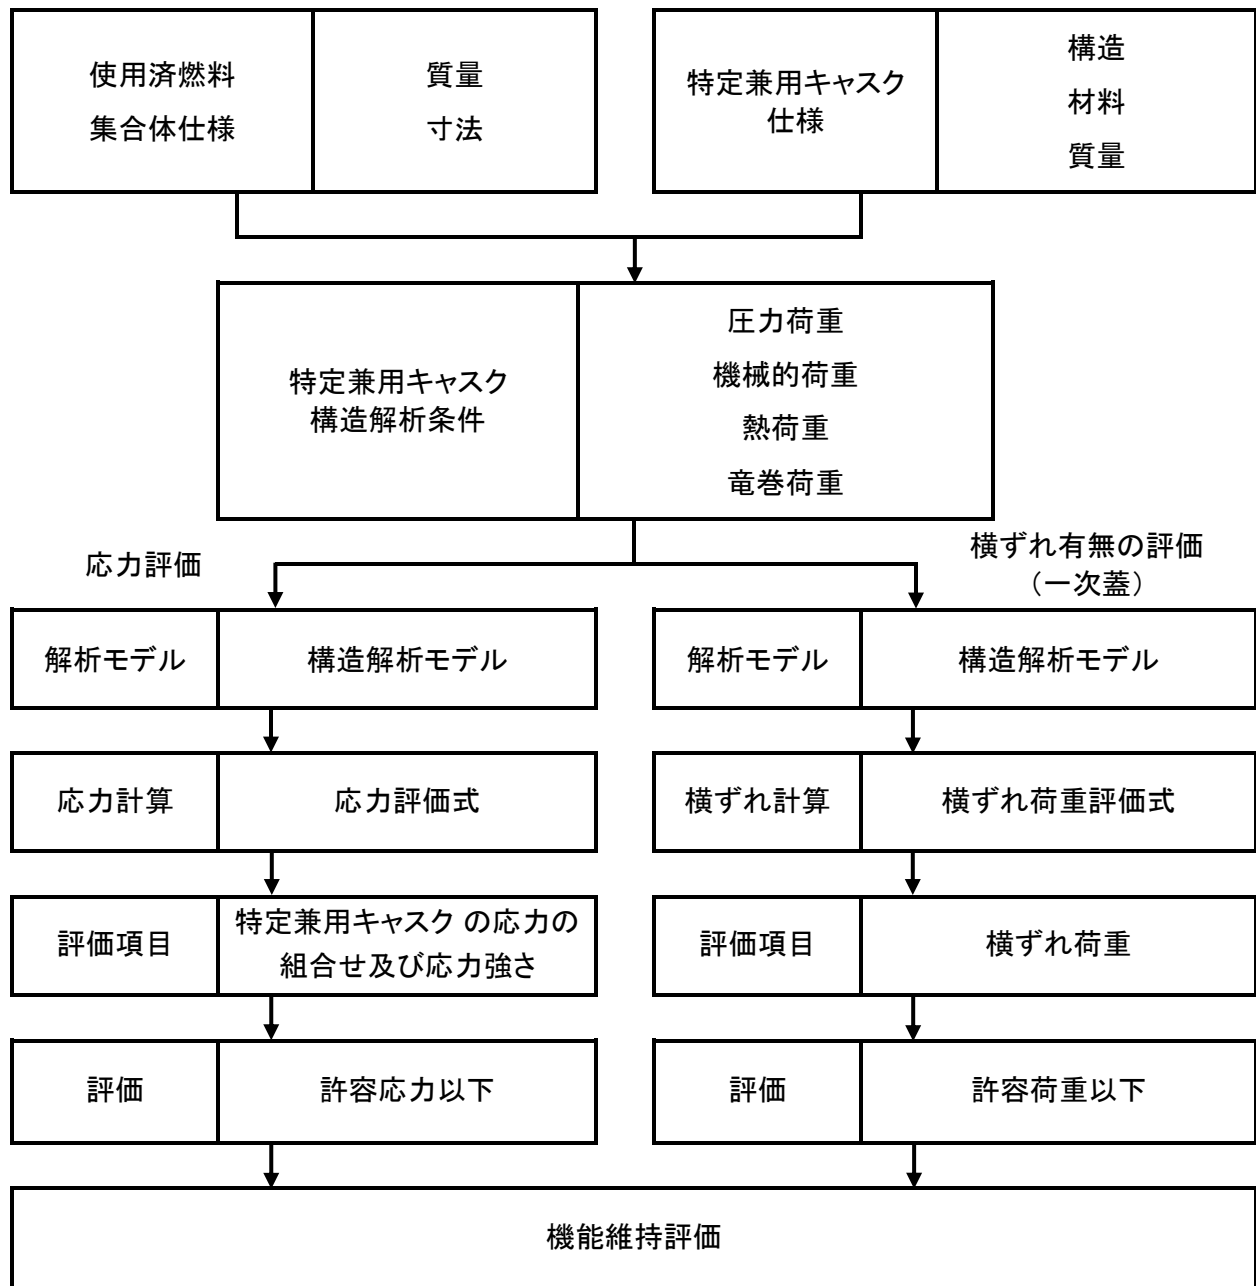 使用済燃料
集合体仕様
質量
寸法
特定兼用キャスク
仕様
構造
材料
質量
特定兼用キャスク
構造解析条件
圧力荷重
機械的荷重
熱荷重
竜巻荷重
応力評価
横ずれ有無の評価
（一次蓋）
解析モデル
構造解析モデル
解析モデル
構造解析モデル
応力計算
応力評価式
横ずれ計算
横ずれ荷重評価式
評価項目
特定兼用キャスク の応力の
組合せ及び応力強さ
評価項目
横ずれ荷重
評価
許容応力以下
評価
許容荷重以下
機能維持評価